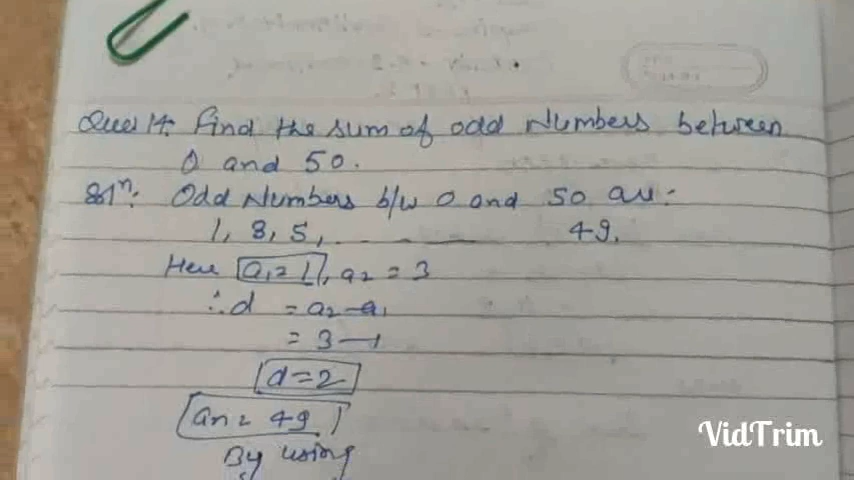 Ques 14: Find the sum of odd Numbers between
0 and 50.
Solⁿ: Odd Numbers b/w 0 and 50 are:
1, 3, 5, _ _ _ _ 49.
Here a₁ = 1, a₂ = 3
∴ d = a₂ - a₁
= 3 - 1
d = 2
an = 49
By using
VidTrim